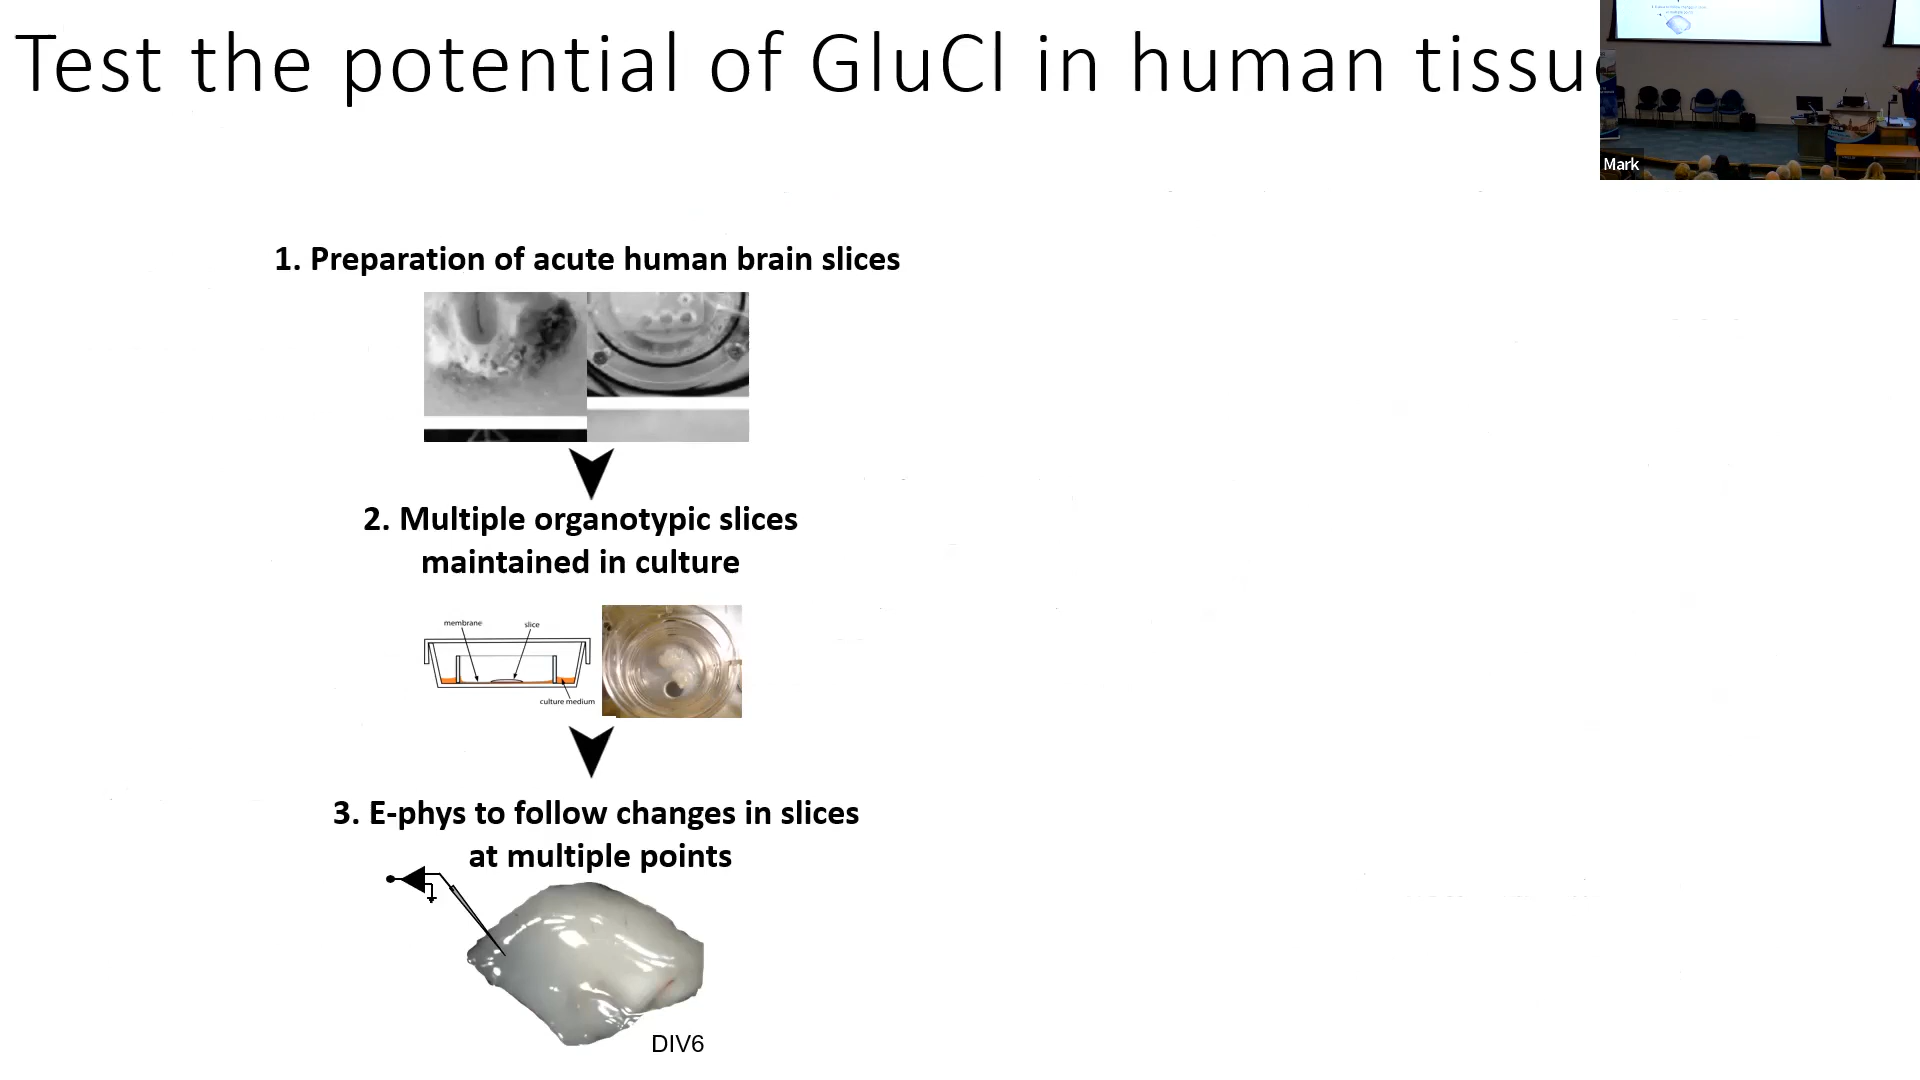 Test the potential of GluCl in human tissu
Mark
1. Preparation of acute human brain slices
2. Multiple organotypic slices
maintained in culture
membrane
slice
culture medium
3. E-phys to follow changes in slices
at multiple points
DIV6